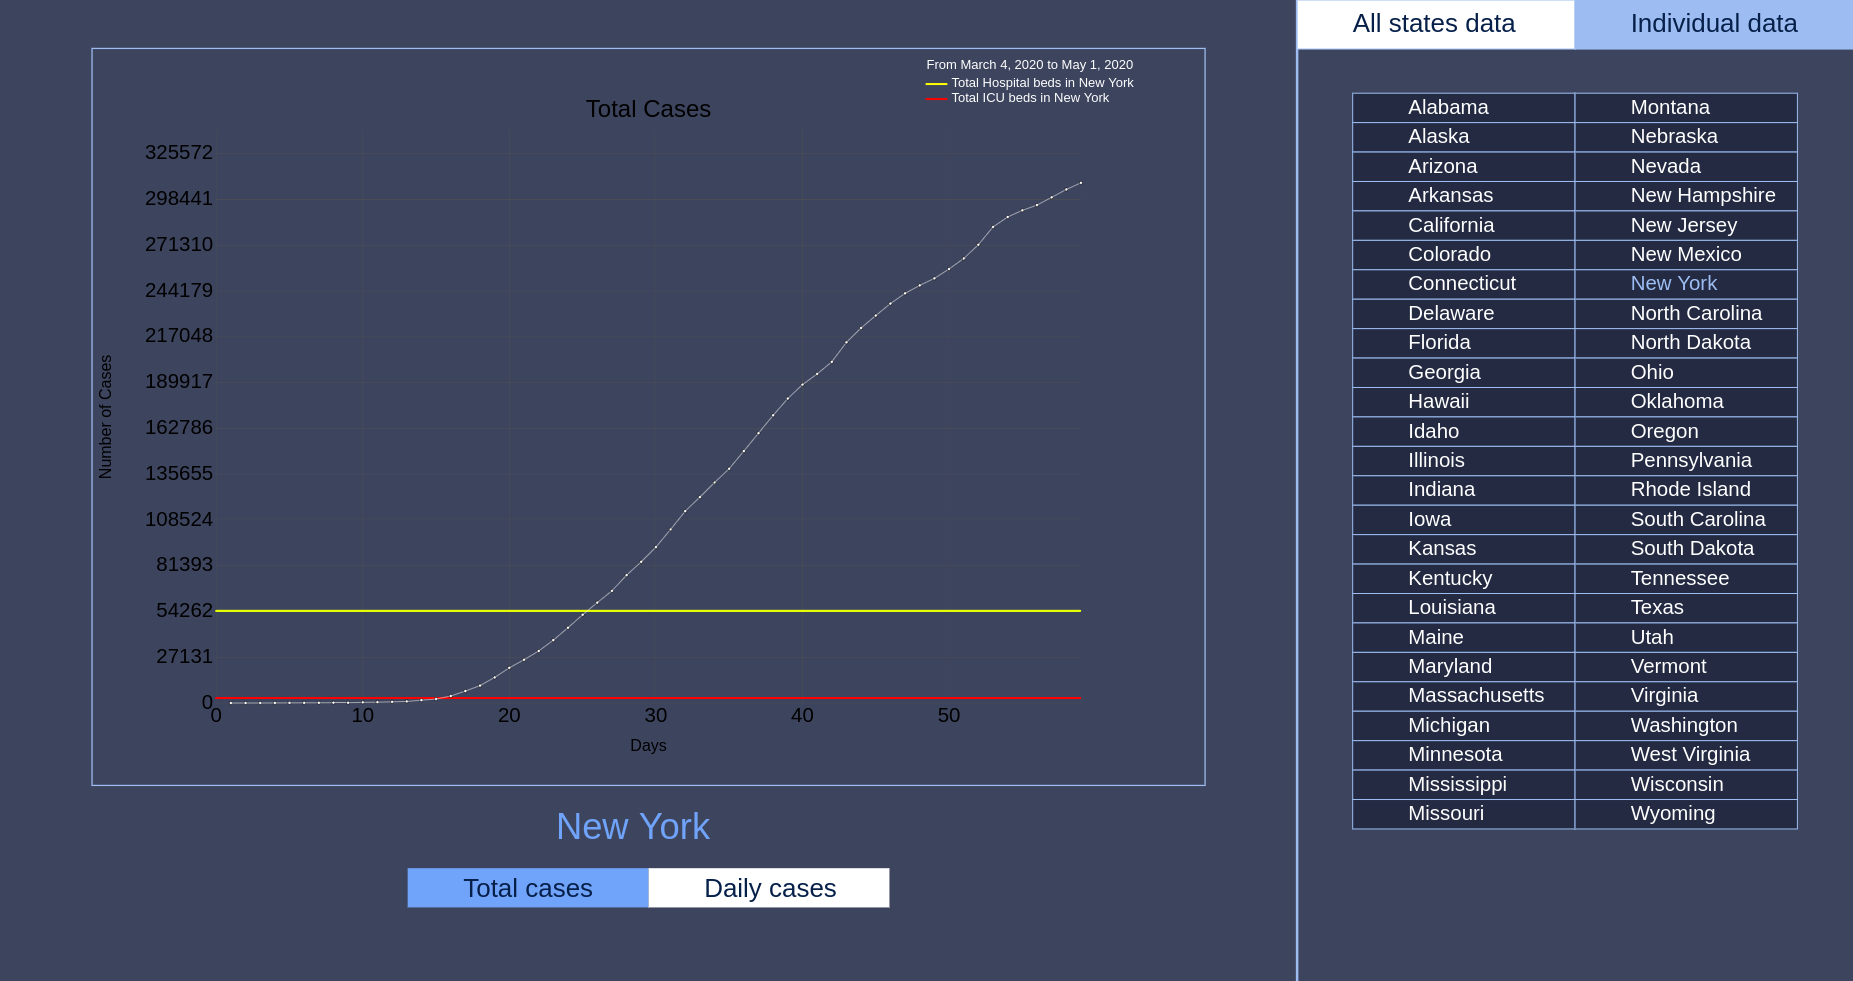 All states data
Individual data
From March 4, 2020 to May 1, 2020
Total Hospital beds in New York
Total ICU beds in New York
Total Cases
325572
298441
271310
244179
217048
189917
162786
135655
108524
81393
54262
27131
0
Number of Cases
0 10 20 30 40 50
Days
New York
Total cases
Daily cases
Alabama Montana
Alaska Nebraska
Arizona Nevada
Arkansas New Hampshire
California New Jersey
Colorado New Mexico
Connecticut New York
Delaware North Carolina
Florida North Dakota
Georgia Ohio
Hawaii Oklahoma
Idaho Oregon
Illinois Pennsylvania
Indiana Rhode Island
Iowa South Carolina
Kansas South Dakota
Kentucky Tennessee
Louisiana Texas
Maine Utah
Maryland Vermont
Massachusetts Virginia
Michigan Washington
Minnesota West Virginia
Mississippi Wisconsin
Missouri Wyoming